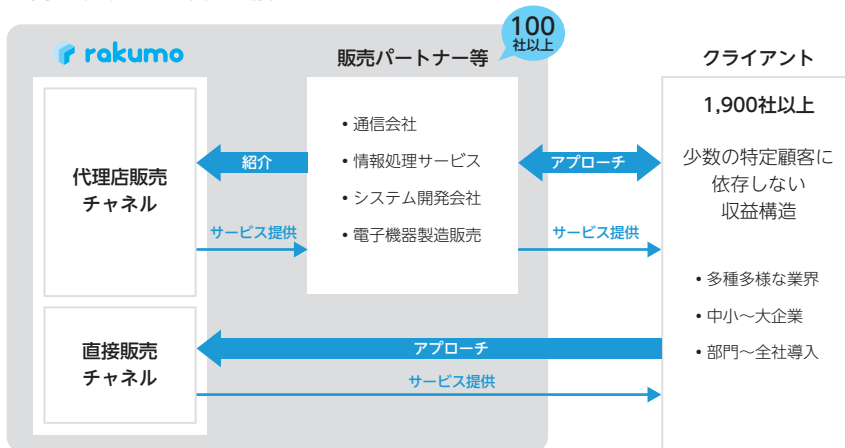 rakumo
販売パートナー等
100
社以上
クライアント
代理店販売
チャネル
紹介
サービス提供
•通信会社
•情報処理サービス
•システム開発会社
•電子機器製造販売
アプローチ
サービス提供
1,900社以上
少数の特定顧客に
依存しない
収益構造
•多種多様な業界
•中小～大企業
•部門～全社導入
直接販売
チャネル
アプローチ
サービス提供